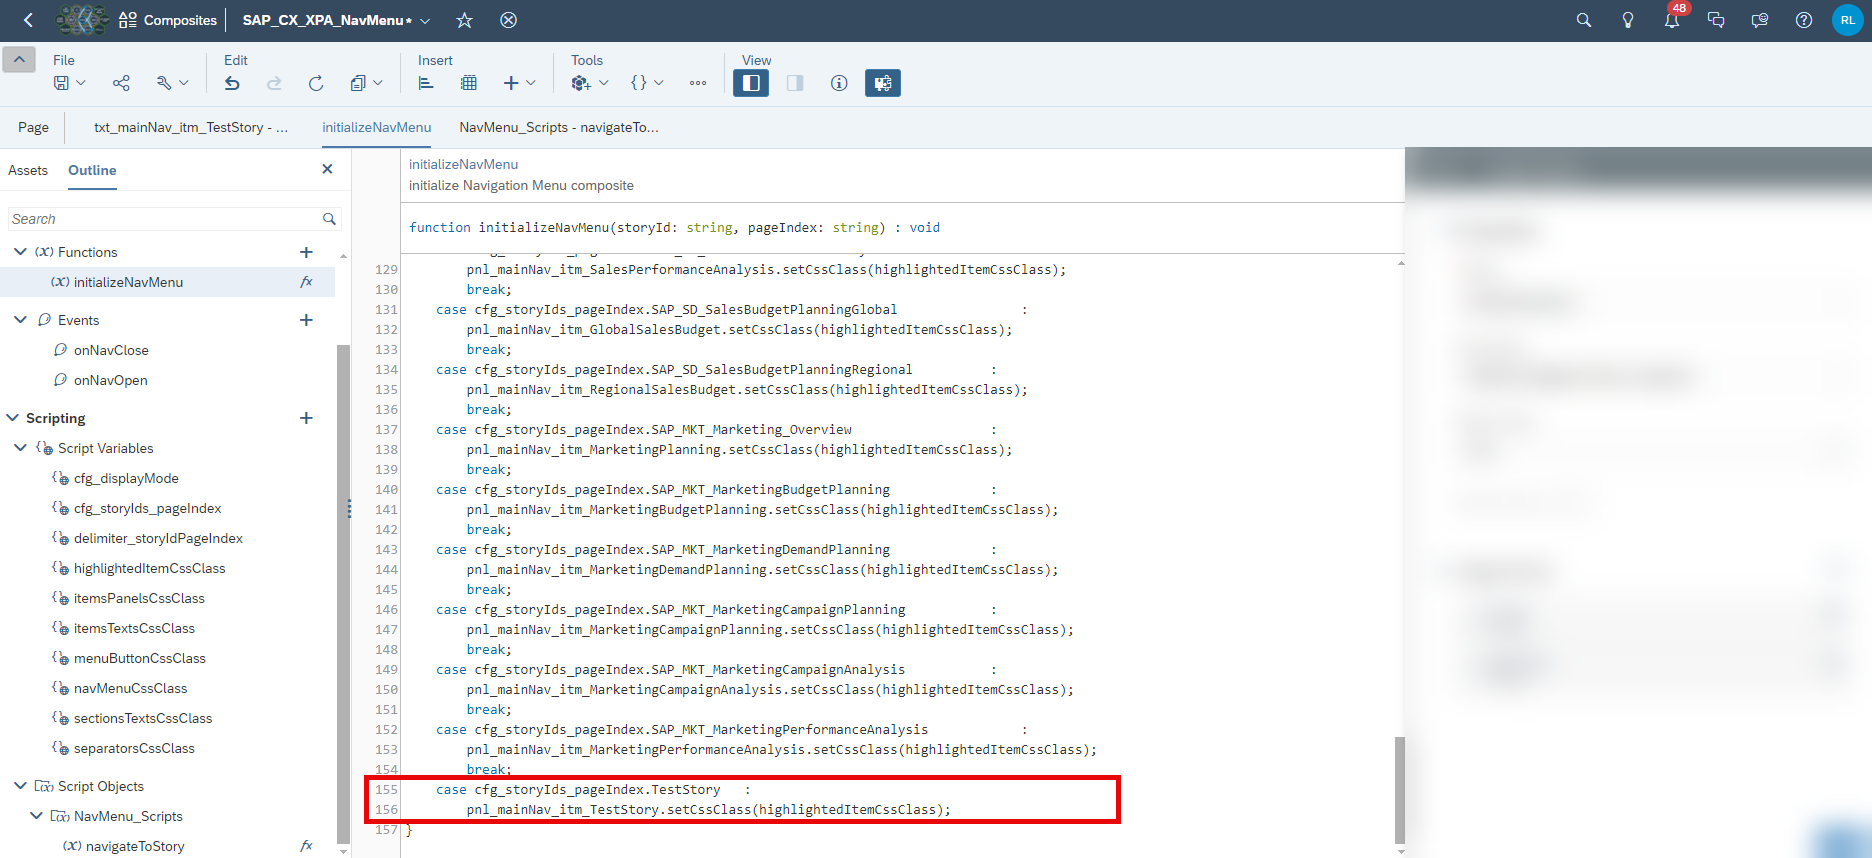 Composites SAP_CX_XPA_NavMenu* 48 RL
File Edit Insert Tools View
Page txt_mainNav_itm_TestStory - ... initializeNavMenu NavMenu_Scripts - navigateTo...
Assets Outline
Search
(X) Functions
(X) initializeNavMenu fx
Events
onNavClose
onNavOpen
Scripting
Script Variables
cfg_displayMode
cfg_storyIds_pageIndex
delimiter_storyIdPageIndex
highlightedItemCssClass
itemsPanelsCssClass
itemsTextsCssClass
menuButtonCssClass
navMenuCssClass
sectionsTextsCssClass
separatorsCssClass
Script Objects
NavMenu_Scripts
(X) navigateToStory fx
initializeNavMenu
initialize Navigation Menu composite
function initializeNavMenu(storyId: string, pageIndex: string) : void
129 pnl_mainNav_itm_SalesPerformanceAnalysis.setCssClass(highlightedItemCssClass);
130 break;
131 case cfg_storyIds_pageIndex.SAP_SD_SalesBudgetPlanningGlobal :
132 pnl_mainNav_itm_GlobalSalesBudget.setCssClass(highlightedItemCssClass);
133 break;
134 case cfg_storyIds_pageIndex.SAP_SD_SalesBudgetPlanningRegional :
135 pnl_mainNav_itm_RegionalSalesBudget.setCssClass(highlightedItemCssClass);
136 break;
137 case cfg_storyIds_pageIndex.SAP_MKT_Marketing_Overview :
138 pnl_mainNav_itm_MarketingPlanning.setCssClass(highlightedItemCssClass);
139 break;
140 case cfg_storyIds_pageIndex.SAP_MKT_MarketingBudgetPlanning :
141 pnl_mainNav_itm_MarketingBudgetPlanning.setCssClass(highlightedItemCssClass);
142 break;
143 case cfg_storyIds_pageIndex.SAP_MKT_MarketingDemandPlanning :
144 pnl_mainNav_itm_MarketingDemandPlanning.setCssClass(highlightedItemCssClass);
145 break;
146 case cfg_storyIds_pageIndex.SAP_MKT_MarketingCampaignPlanning :
147 pnl_mainNav_itm_MarketingCampaignPlanning.setCssClass(highlightedItemCssClass);
148 break;
149 case cfg_storyIds_pageIndex.SAP_MKT_MarketingCampaignAnalysis :
150 pnl_mainNav_itm_MarketingCampaignAnalysis.setCssClass(highlightedItemCssClass);
151 break;
152 case cfg_storyIds_pageIndex.SAP_MKT_MarketingPerformanceAnalysis :
153 pnl_mainNav_itm_MarketingPerformanceAnalysis.setCssClass(highlightedItemCssClass);
154 break;
155 case cfg_storyIds_pageIndex.TestStory :
156 pnl_mainNav_itm_TestStory.setCssClass(highlightedItemCssClass);
157 }